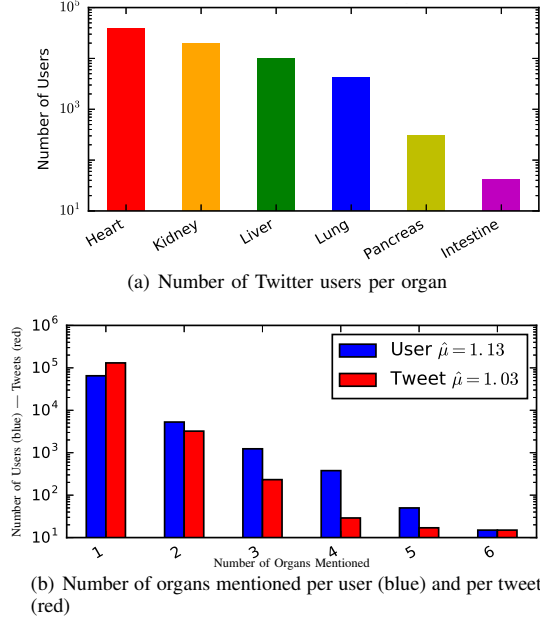 10^5
10^3
10^1
Number of Users
Heart
Kidney
Liver
Lung
Pancreas
Intestine
(a) Number of Twitter users per organ
10^6
10^5
10^4
10^3
10^2
10^1
Number of Users (blue) — Tweets (red)
User μ̂ = 1.13
Tweet μ̂ = 1.03
1 2 3 4 5 6
Number of Organs Mentioned
(b) Number of organs mentioned per user (blue) and per tweet
(red)